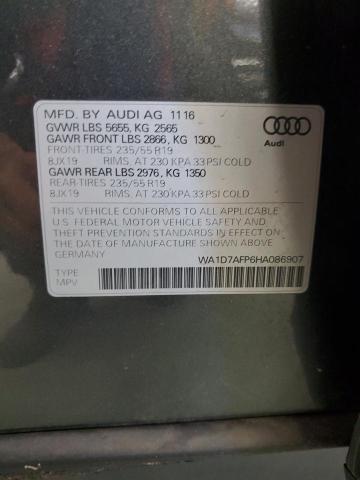 MFD. BY AUDI AG 11 16
GVWR LBS 5655, KG 2565
GAWR FRONT LBS 2866, KG 1300
FRONT-TIRES 235/55 R19
8JX19 RIMS, AT 230 KPA 33 PSI COLD
GAWR REAR LBS 2976, KG 1350
REAR-TIRES 235/55 R19
8JX19 RIMS, AT 230 KPA 33 PSI COLD
Audi
THIS VEHICLE CONFORMS TO ALL APPLICABLE
U.S. FEDERAL MOTOR VEHICLE SAFETY AND
THEFT PREVENTION STANDARDS IN EFFECT ON
THE DATE OF MANUFACTURE SHOWN ABOVE.
GERMANY
WA1D7AFP6HA086907
TYPE
MPV